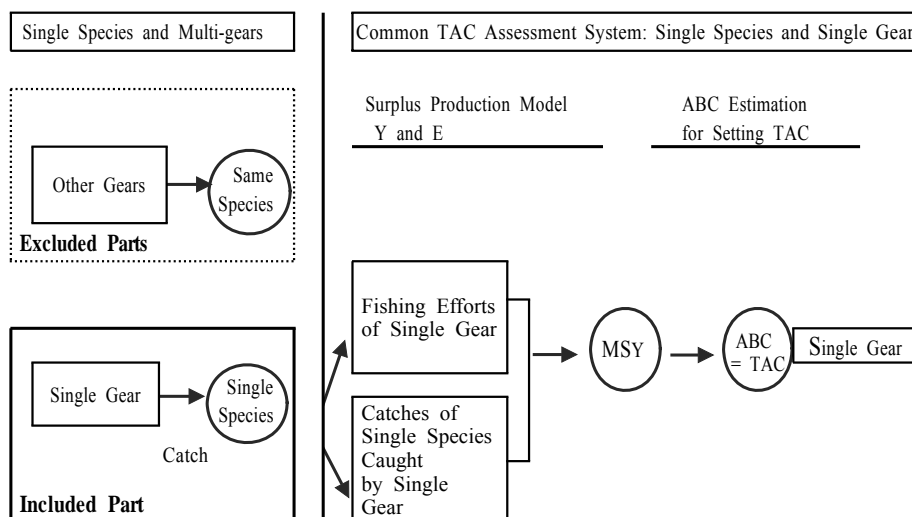 Single Species and Multi-gears
Common TAC Assessment System: Single Species and Single Gear
Surplus Production Model
Y and E
ABC Estimation
for Setting TAC
Other Gears
Same
Species
Excluded Parts
Fishing Efforts
of Single Gear
MSY
ABC
= TAC
Single Gear
Single Gear
Single
Species
Catch
Included Part
Catches of
Single Species
Caught
by Single
Gear